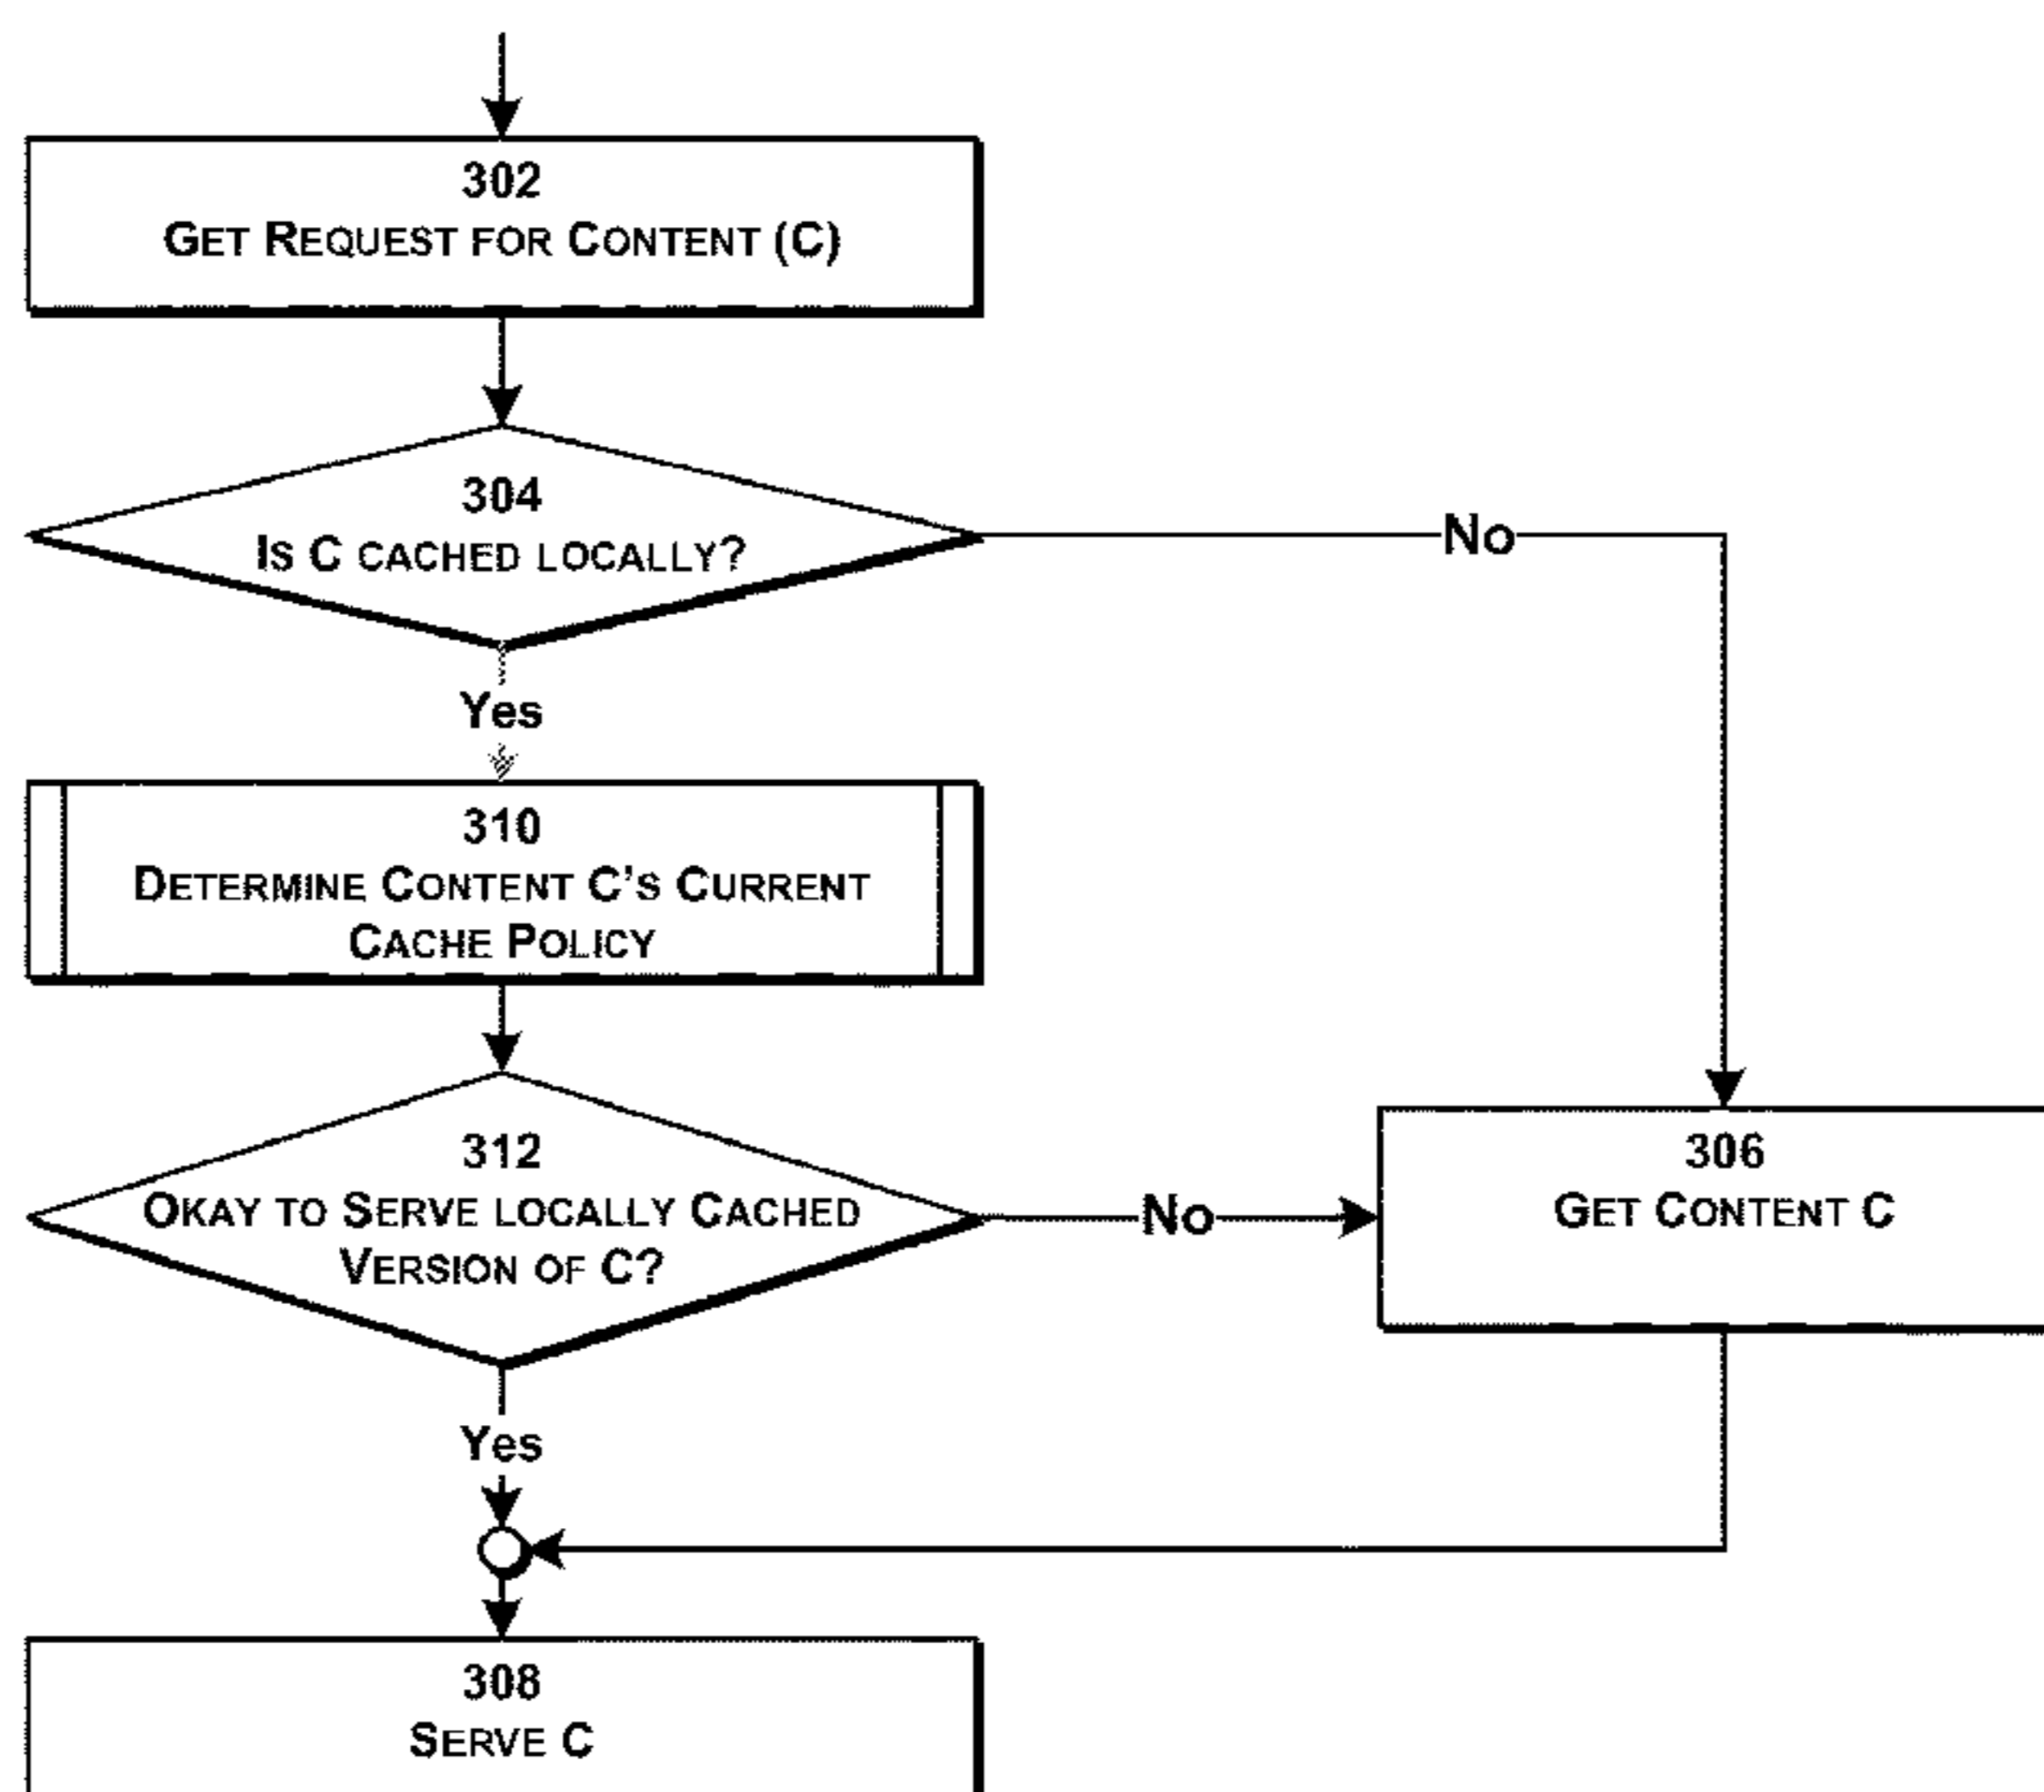 302
GET REQUEST FOR CONTENT (C)
304
IS C CACHED LOCALLY?
No
Yes
310
DETERMINE CONTENT C'S CURRENT
CACHE POLICY
312
OKAY TO SERVE LOCALLY CACHED
VERSION OF C?
No
306
GET CONTENT C
Yes
308
SERVE C